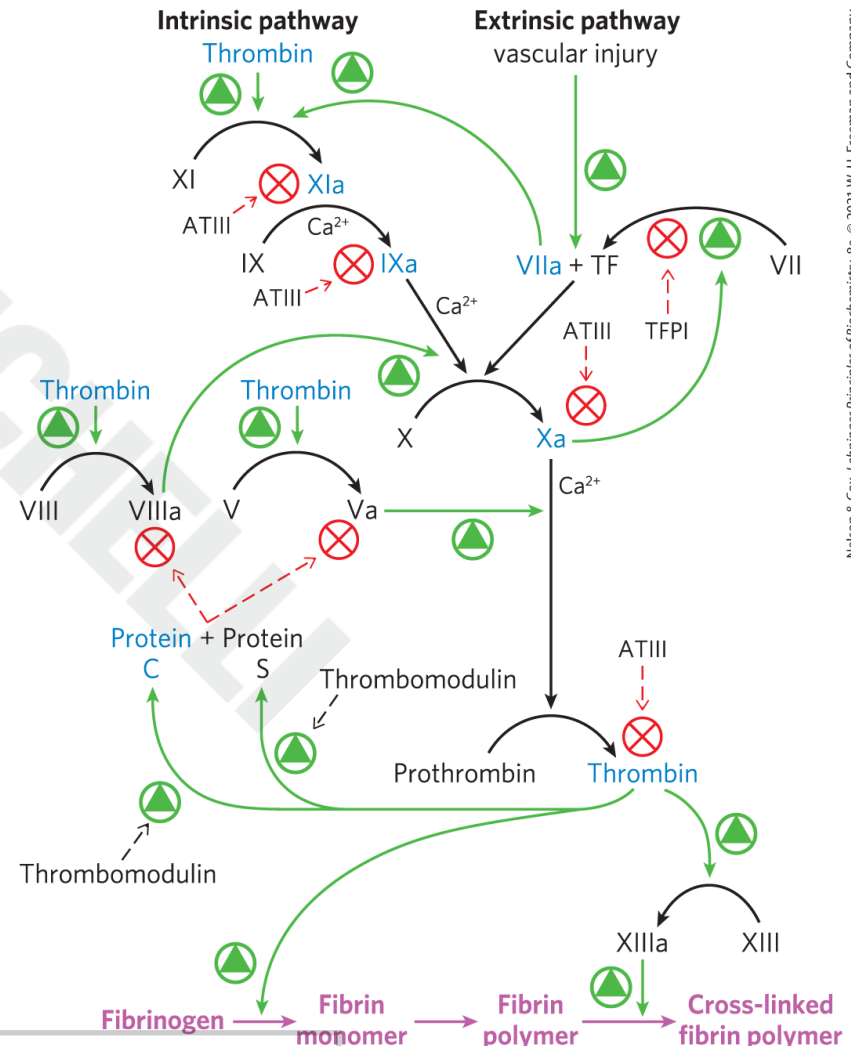 Intrinsic pathway
Extrinsic pathway
Thrombin
vascular injury
XI
XIa
ATIII
Ca²⁺
IX
IXa
VIIa + TF
VII
ATIII
Ca²⁺
ATIII
TFPI
Thrombin
Thrombin
X
Xa
Ca²⁺
VIII
VIIIa
V
Va
Protein + Protein
C
S
ATIII
Thrombomodulin
Prothrombin
Thrombin
Thrombomodulin
XIIIa
XIII
Fibrinogen
Fibrin
monomer
Fibrin
polymer
Cross-linked
fibrin polymer